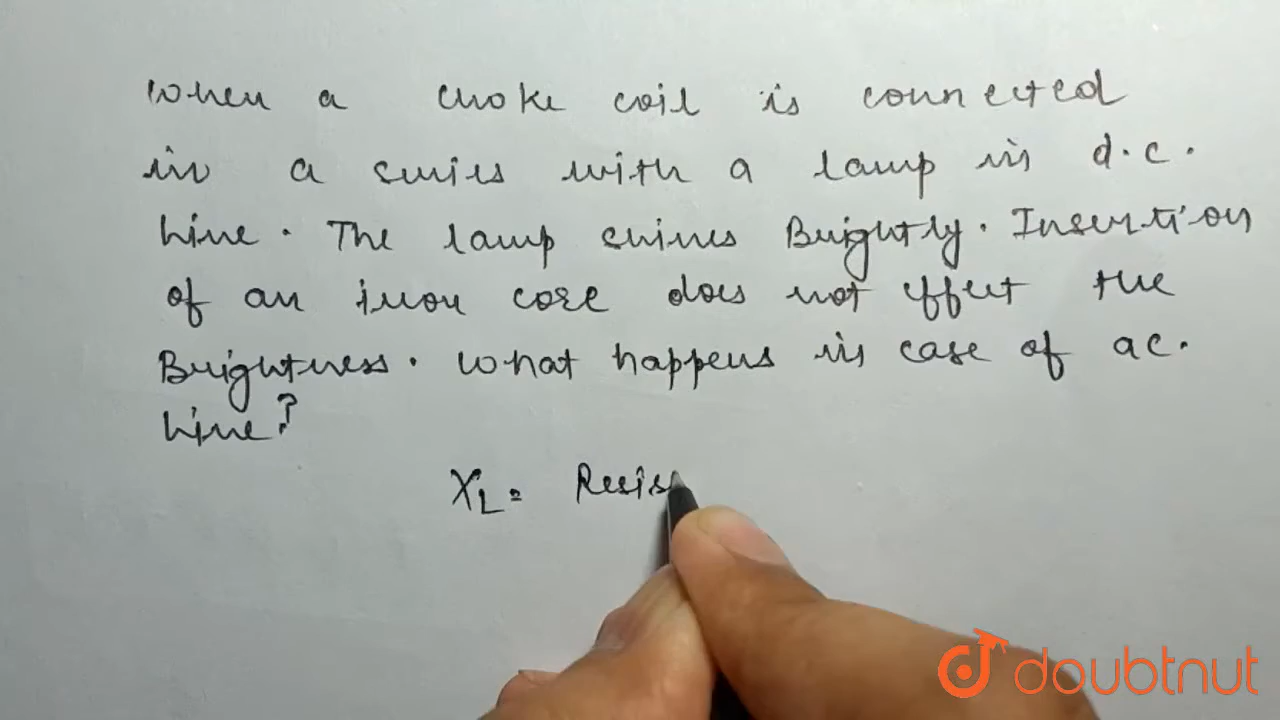 When a choke coil is connected
in a series with a lamp in d.c.
line. The lamp shines Brightly. Insertion
of an iron core does not effect the
Brightness. What happens in case of ac.
line?
XL = Resis
doubtnut